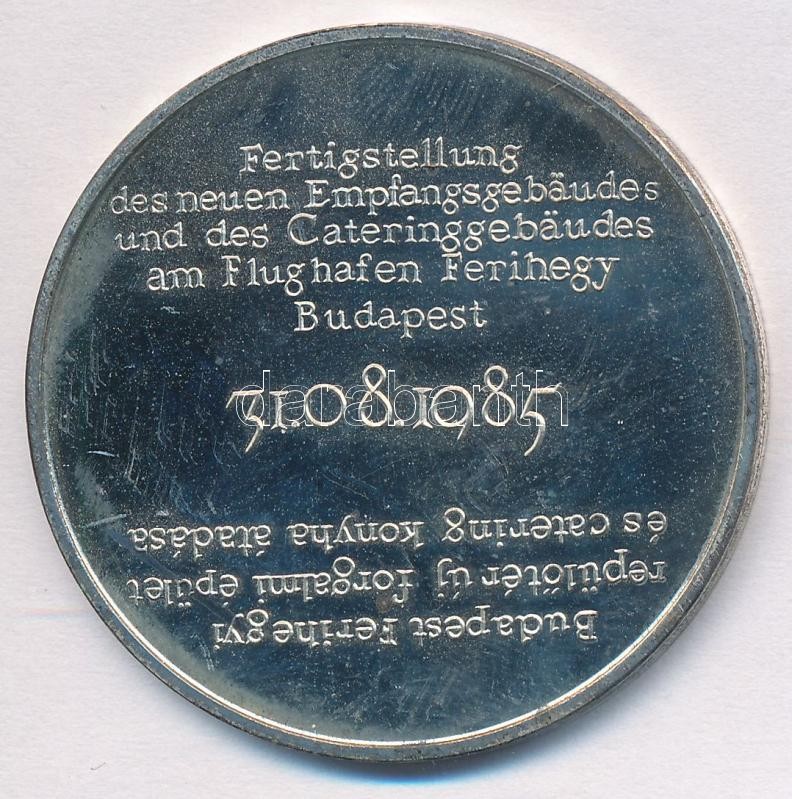 Fertigstellung
des neuen Empfangsgebäudes
und des Cateringgebäudes
am Flughafen Ferihegy
Budapest
31.08.1985
darabanth
Budapest Ferihegyi
repülőtér új forgalmi épület
és catering konyha átadása